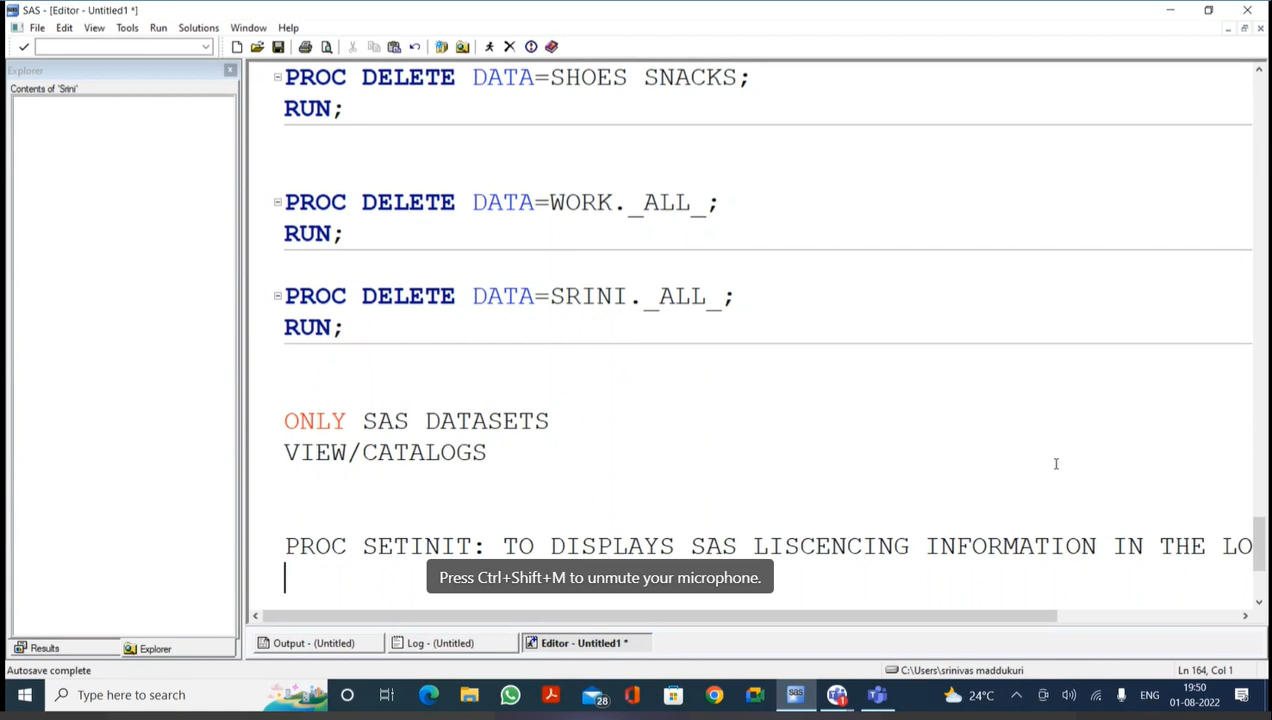 SAS - [Editor - Untitled1 *]
File Edit View Tools Run Solutions Window Help
Explorer
Contents of 'Srini'
PROC DELETE DATA=SHOES SNACKS;
RUN;
PROC DELETE DATA=WORK._ALL_;
RUN;
PROC DELETE DATA=SRINI._ALL_;
RUN;
ONLY SAS DATASETS
VIEW/CATALOGS
PROC SETINIT: TO DISPLAYS SAS LISCENCING INFORMATION IN THE LO
Press Ctrl+Shift+M to unmute your microphone.
Results Explorer Output - (Untitled) Log - (Untitled) Editor - Untitled1 *
Autosave complete C:\Users\srinivas maddukuri Ln 164, Col 1
Type here to search 28 sas 1 24°C ENG 19:50
01-08-2022